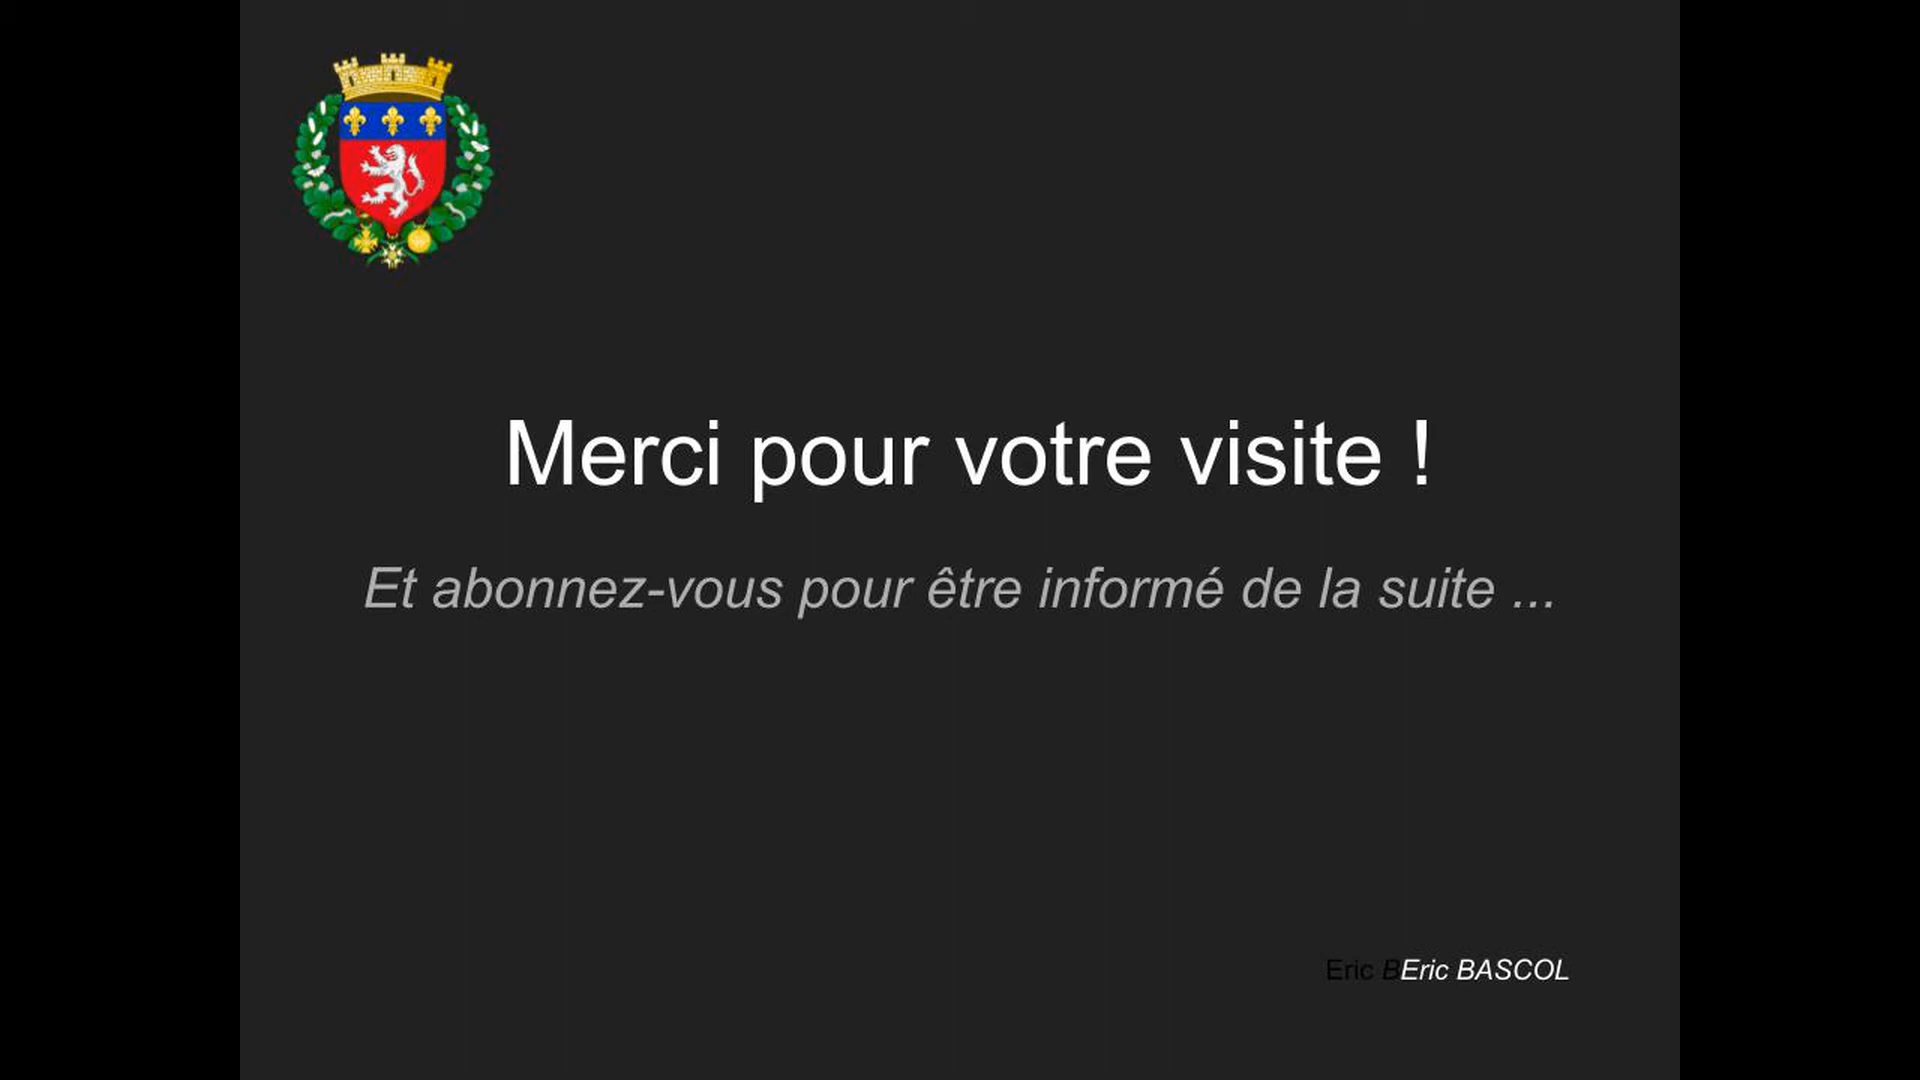 Merci pour votre visite !
Et abonnez-vous pour être informé de la suite ...
Eric BEric BASCOL